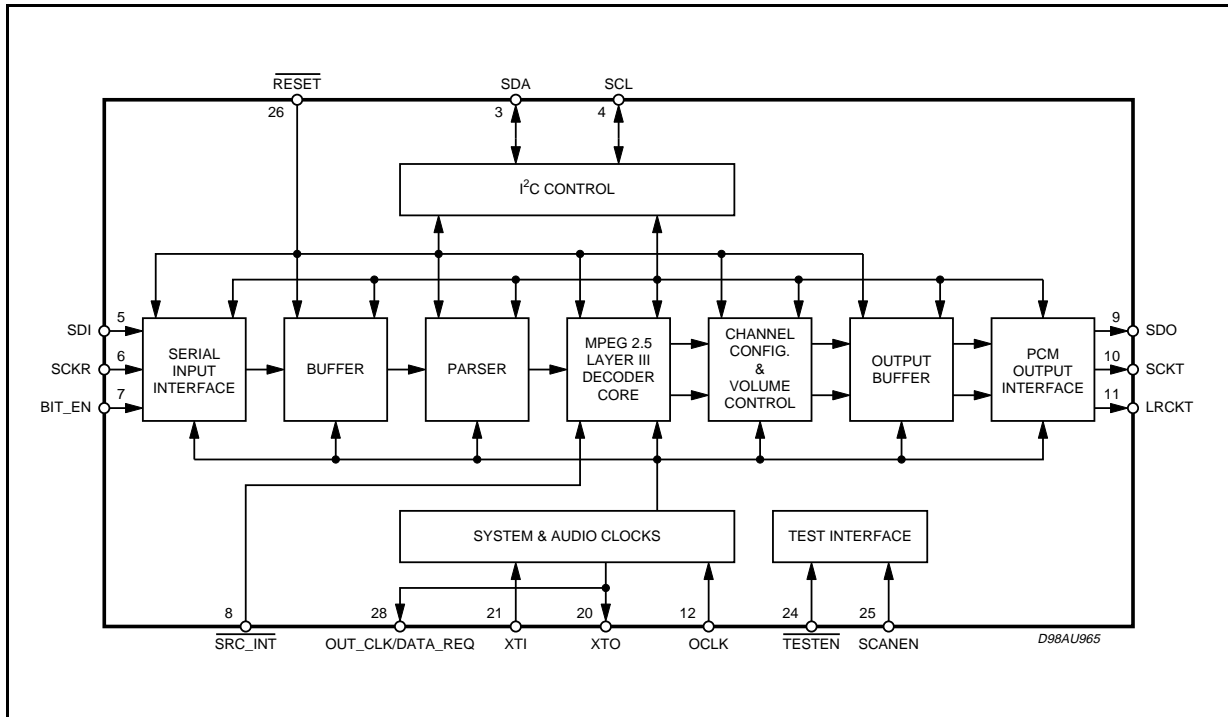 RESET
SDA
SCL
26
3
4
I²C CONTROL
SDI
5
SCKR
6
BIT_EN
7
SERIAL
INPUT
INTERFACE
BUFFER
PARSER
MPEG 2.5
LAYER III
DECODER
CORE
CHANNEL
CONFIG.
&
VOLUME
CONTROL
OUTPUT
BUFFER
PCM
OUTPUT
INTERFACE
9
SDO
10
SCKT
11
LRCKT
SYSTEM & AUDIO CLOCKS
TEST INTERFACE
8
28
21
20
12
24
25
SRC_INT
OUT_CLK/DATA_REQ
XTI
XTO
OCLK
TESTEN
SCANEN
D98AU965